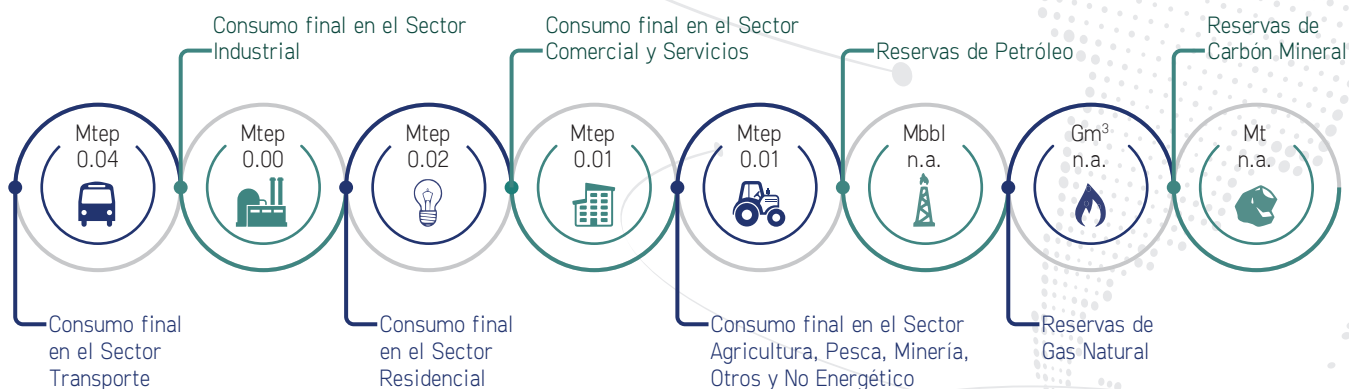 Consumo final en el Sector
Industrial
Consumo final en el Sector
Comercial y Servicios
Reservas de Petróleo
Reservas de
Carbón Mineral
Mtep
0.04
Mtep
0.00
Mtep
0.02
Mtep
0.01
Mtep
0.01
Mbbl
n.a.
Gm³
n.a.
Mt
n.a.
Consumo final
en el Sector
Transporte
Consumo final
en el Sector
Residencial
Consumo final en el Sector
Agricultura, Pesca, Minería,
Otros y No Energético
Reservas de
Gas Natural